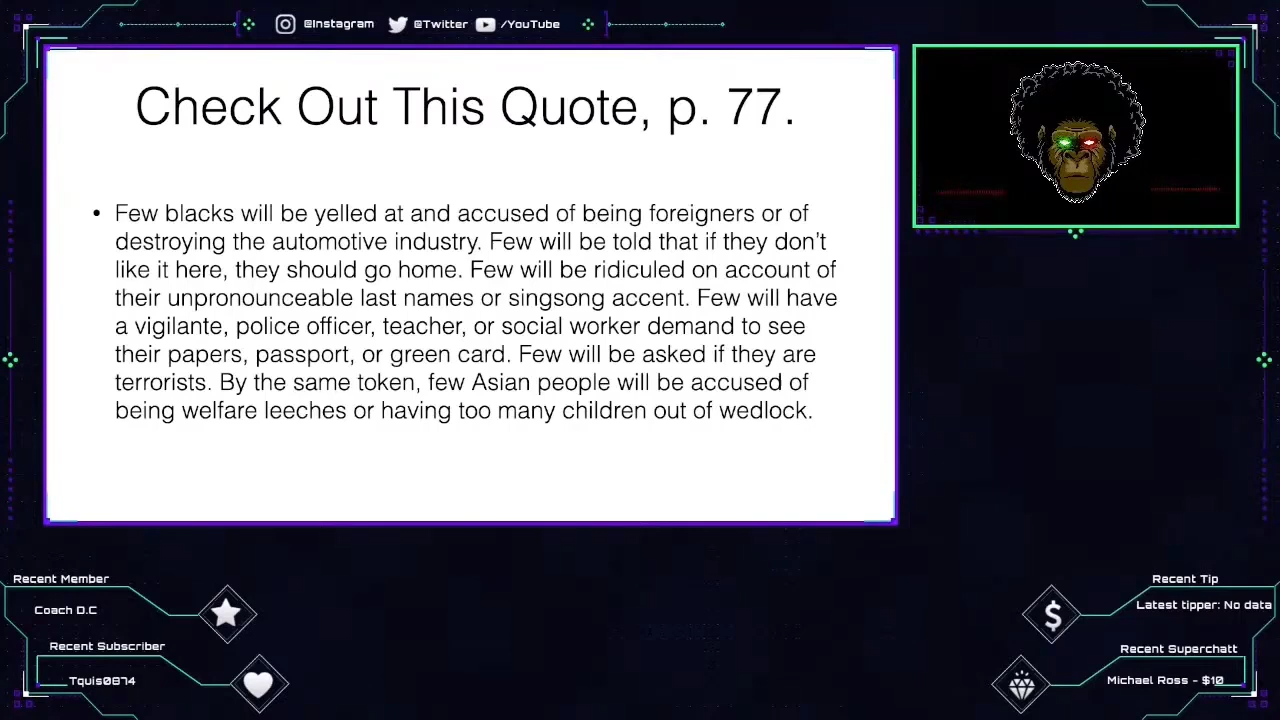 @Instagram @Twitter /YouTube
Check Out This Quote, p. 77.
• Few blacks will be yelled at and accused of being foreigners or of
destroying the automotive industry. Few will be told that if they don’t
like it here, they should go home. Few will be ridiculed on account of
their unpronounceable last names or singsong accent. Few will have
a vigilante, police officer, teacher, or social worker demand to see
their papers, passport, or green card. Few will be asked if they are
terrorists. By the same token, few Asian people will be accused of
being welfare leeches or having too many children out of wedlock.
Recent Member
Coach D.C
Recent Subscriber
Tquis0874
Recent Tip
Latest tipper: No data
Recent Superchatt
Michael Ross - $10